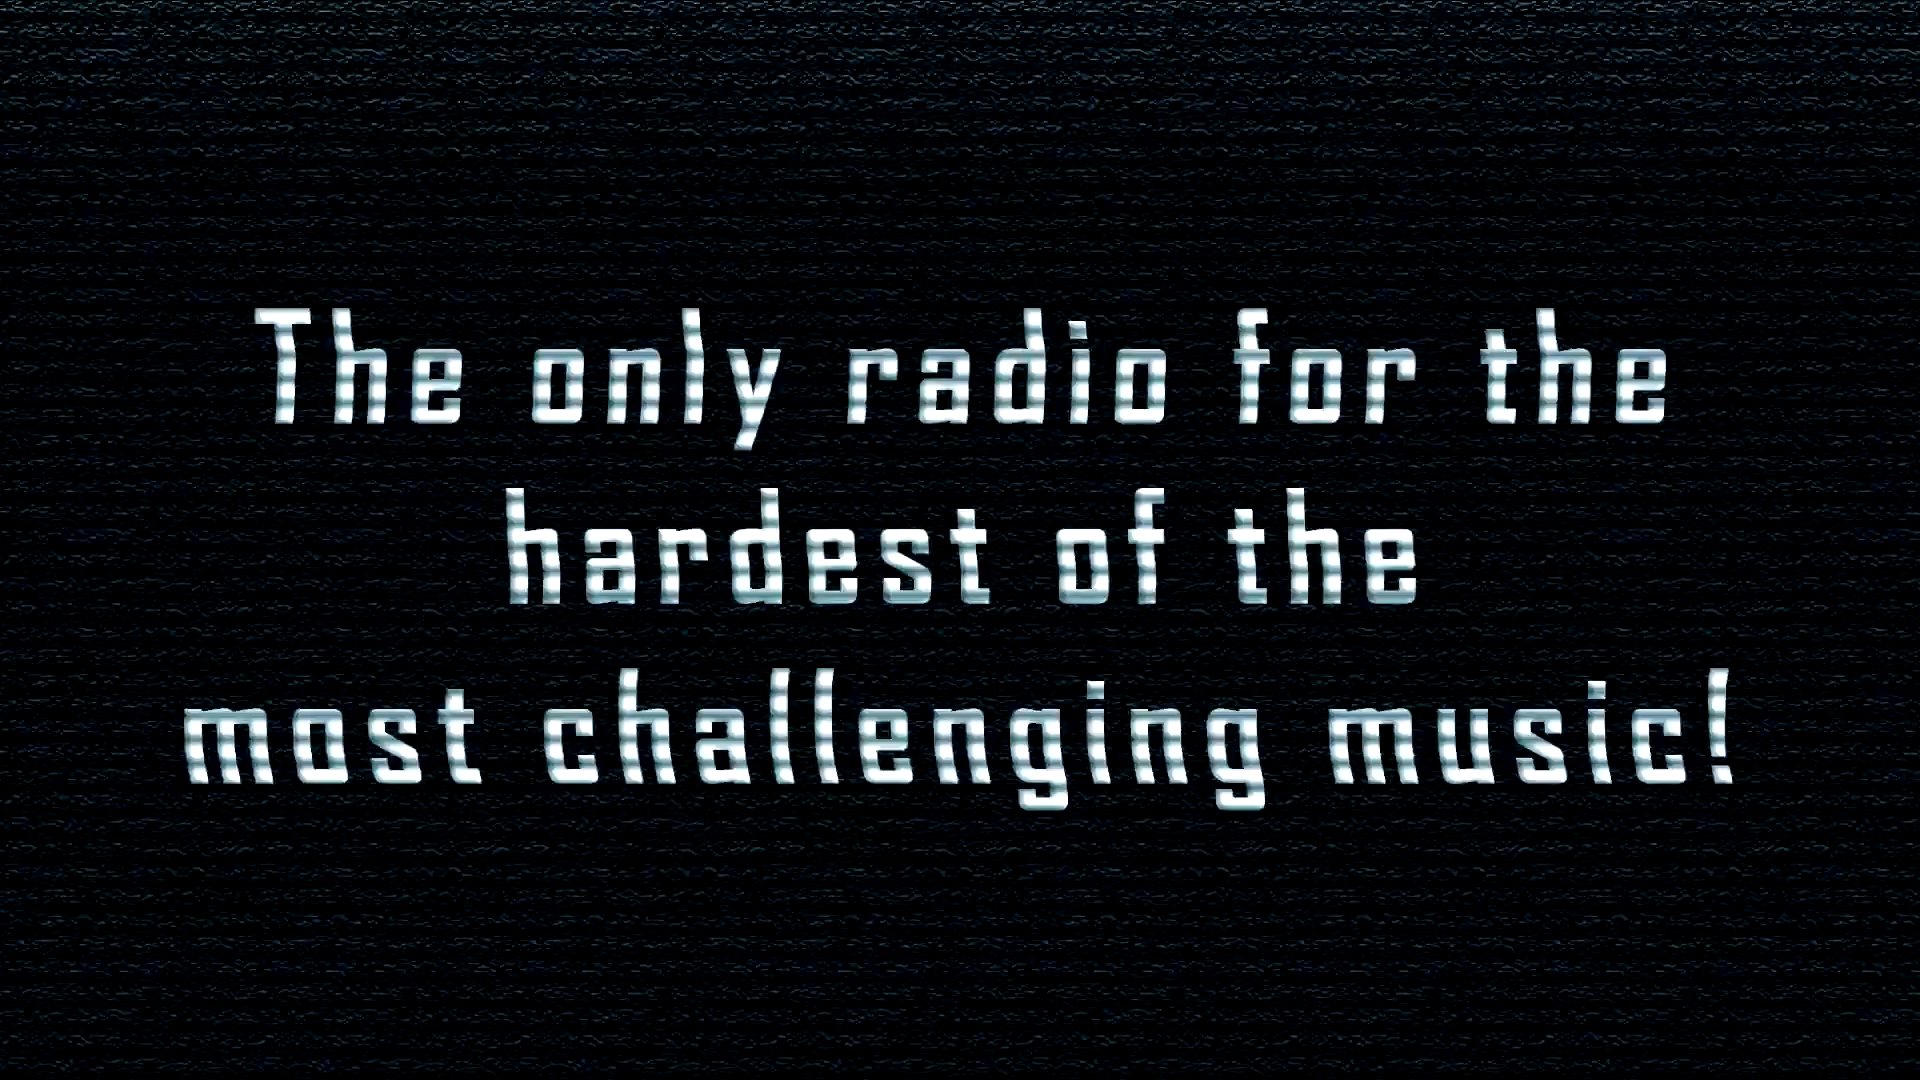 The only radio for the
hardest of the
most challenging music!